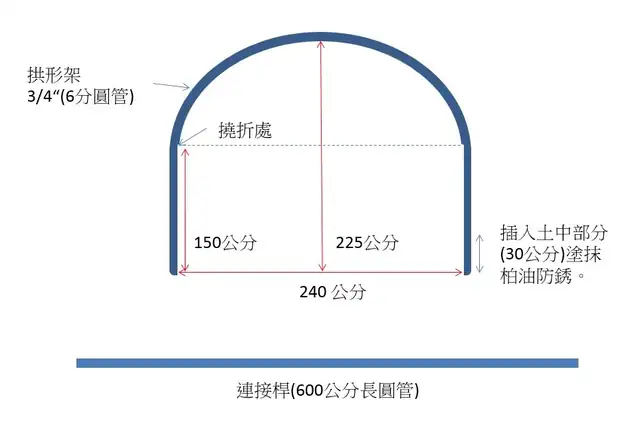 拱形架
3/4“(6分圓管)
撓折處
150公分
225公分
插入土中部分
(30公分)塗抹
柏油防銹。
240 公分
連接桿(600公分長圓管)